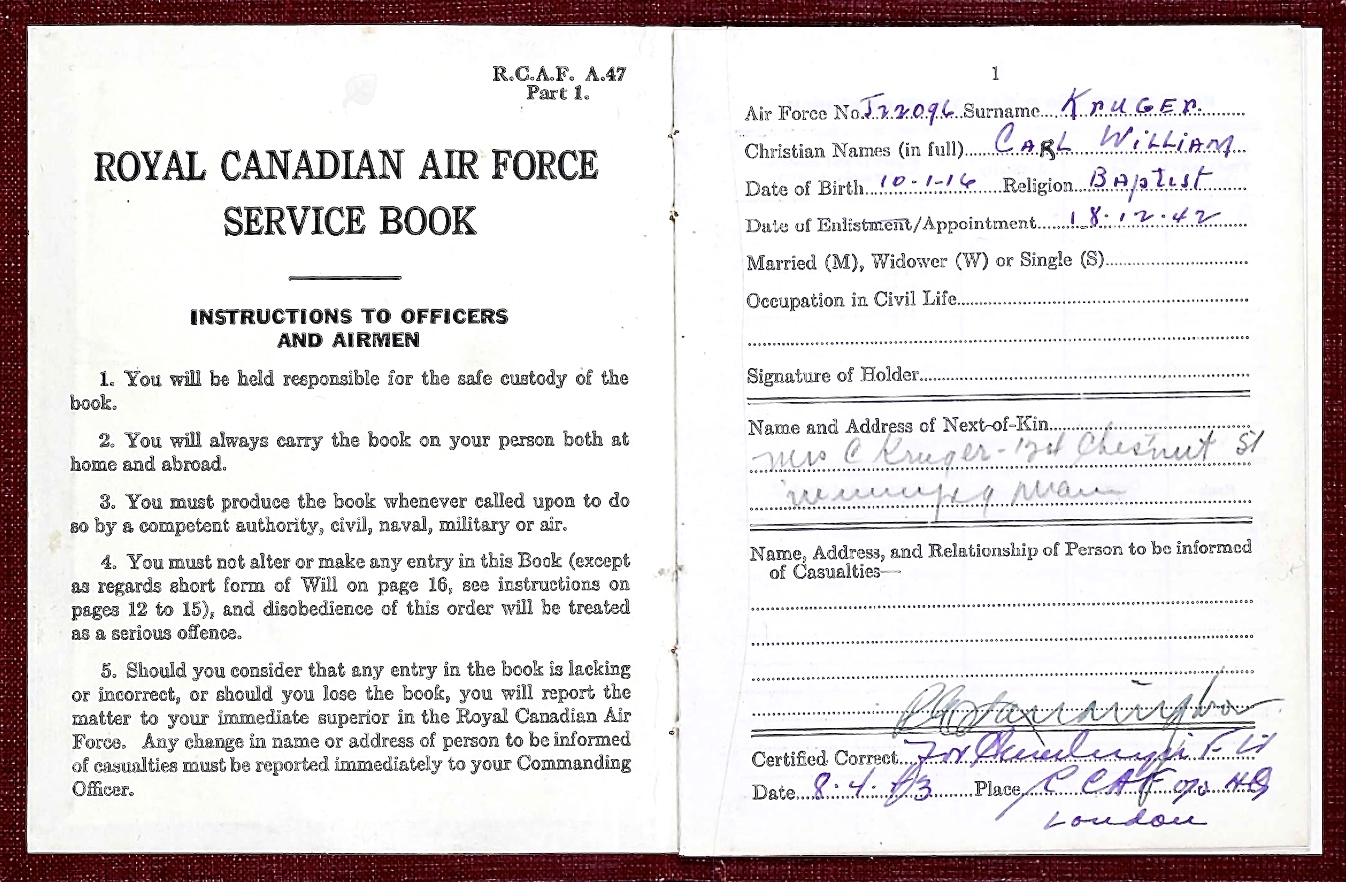 R.C.A.F. A.47
Part 1.
ROYAL CANADIAN AIR FORCE
SERVICE BOOK
INSTRUCTIONS TO OFFICERS
AND AIRMEN
1. You will be held responsible for the safe custody of the
book.
2. You will always carry the book on your person both at
home and abroad.
3. You must produce the book whenever called upon to do
so by a competent authority, civil, naval, military or air.
4. You must not alter or make any entry in this Book (except
as regards short form of Will on page 16, see instructions on
pages 12 to 15), and disobedience of this order will be treated
as a serious offence.
5. Should you consider that any entry in the book is lacking
or incorrect, or should you lose the book, you will report the
matter to your immediate superior in the Royal Canadian Air
Force. Any change in name or address of person to be informed
of casualties must be reported immediately to your Commanding
Officer.
1
Air Force No. J22096 Surname KRUGER
Christian Names (in full) CARL WILLIAM
Date of Birth 10-1-16 Religion Baptist
Date of Enlistment/Appointment 18.12.42
Married (M), Widower (W) or Single (S)
Occupation in Civil Life
Signature of Holder
Name and Address of Next-of-Kin
Mrs C Kruger - 124 Chesnut St
Winnipeg Man
Name, Address, and Relationship of Person to be informed
of Casualties—
Certified Correct F/Lt
Date 8.4.43 Place RCAF O/S HQ
London